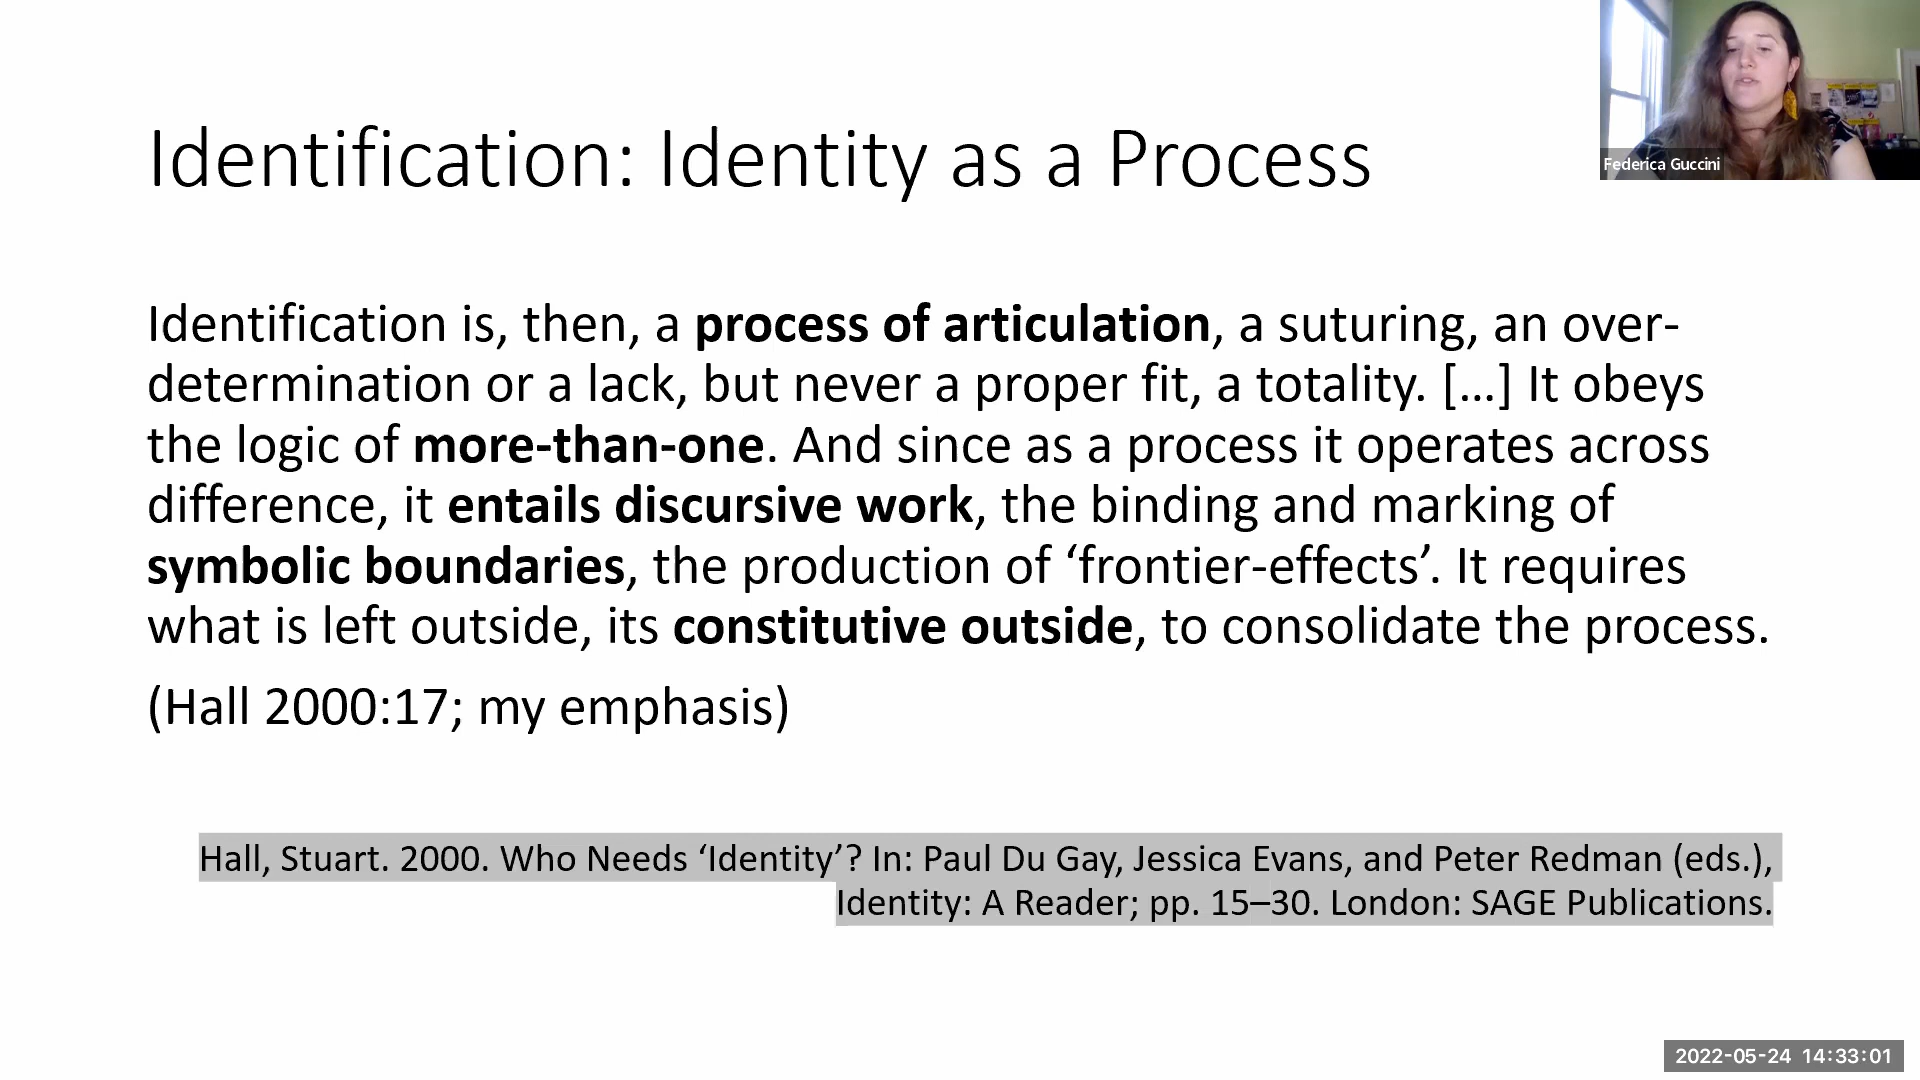 Identification: Identity as a Process
Federica Guccini
Identification is, then, a process of articulation, a suturing, an over-
determination or a lack, but never a proper fit, a totality. […] It obeys
the logic of more-than-one. And since as a process it operates across
difference, it entails discursive work, the binding and marking of
symbolic boundaries, the production of ‘frontier-effects’. It requires
what is left outside, its constitutive outside, to consolidate the process.
(Hall 2000:17; my emphasis)
Hall, Stuart. 2000. Who Needs ‘Identity’? In: Paul Du Gay, Jessica Evans, and Peter Redman (eds.),
Identity: A Reader; pp. 15–30. London: SAGE Publications.
2022-05-24 14:33:01